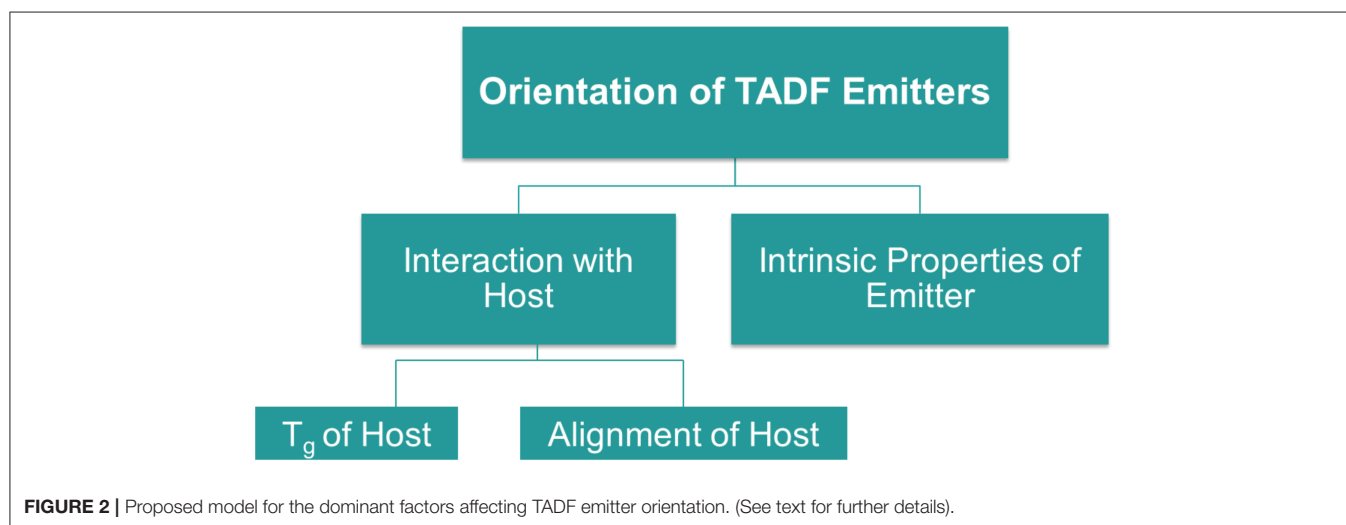 Orientation of TADF Emitters
Interaction with
Host
Intrinsic Properties of
Emitter
Tg of Host
Alignment of Host
FIGURE 2 | Proposed model for the dominant factors affecting TADF emitter orientation. (See text for further details).